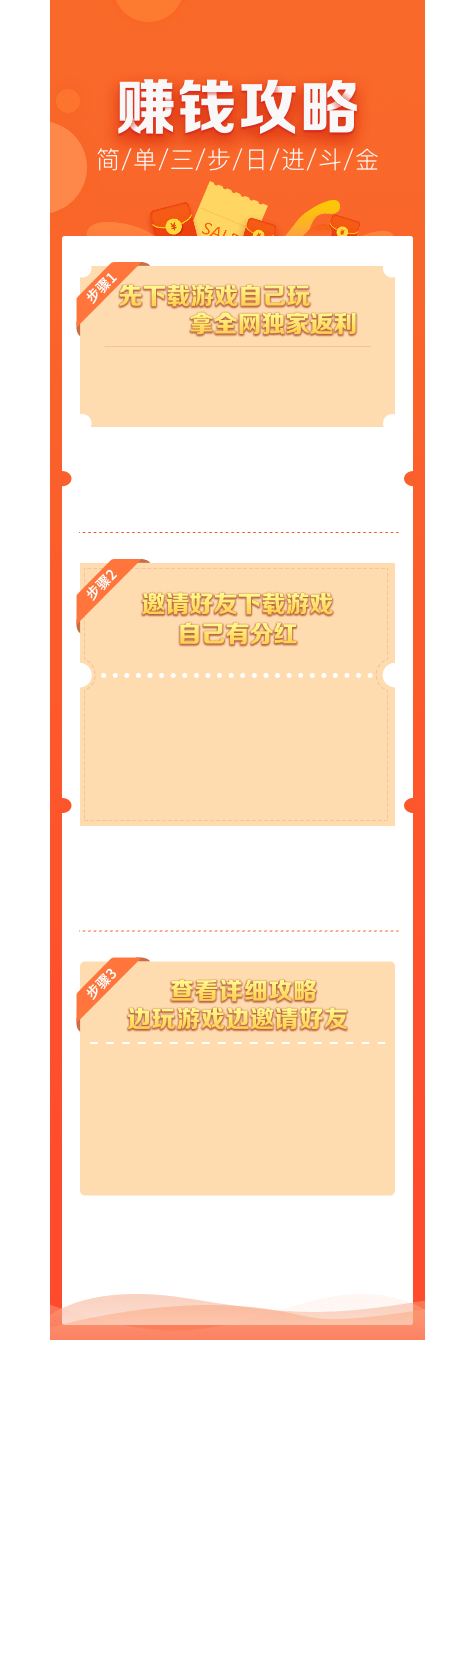 赚钱攻略
简/单/三/步/日/进/斗/金
SALE
步骤1
先下载游戏自己玩
拿全网独家返利
步骤2
邀请好友下载游戏
自己有分红
步骤3
查看详细攻略
边玩游戏边邀请好友